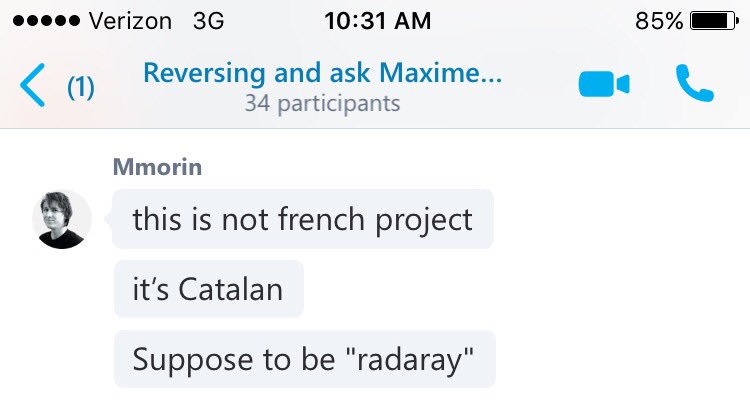 Verizon 3G 10:31 AM 85%
(1) Reversing and ask Maxime...
34 participants
Mmorin
this is not french project
it's Catalan
Suppose to be "radaray"